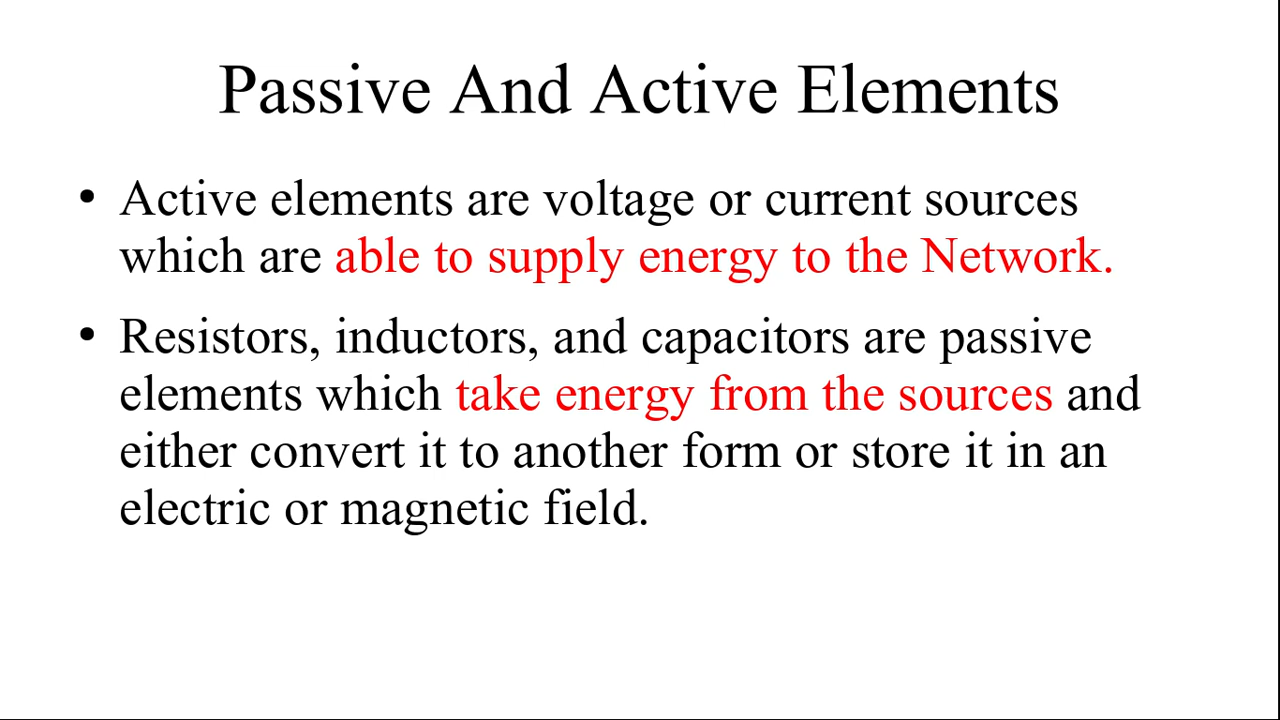 Passive And Active Elements
• Active elements are voltage or current sources
which are able to supply energy to the Network.
• Resistors, inductors, and capacitors are passive
elements which take energy from the sources and
either convert it to another form or store it in an
electric or magnetic field.